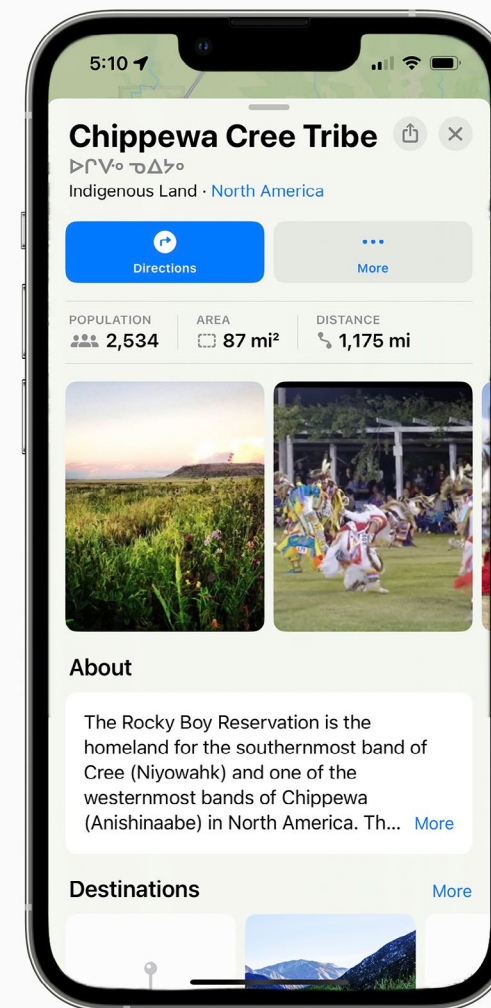 5:10
Chippewa Cree Tribe
ᐅᒋᐻᐤ ᓀᐃᔭᐤ
Indigenous Land · North America
Directions
More
POPULATION
2,534
AREA
87 mi²
DISTANCE
1,175 mi
About
The Rocky Boy Reservation is the
homeland for the southernmost band of
Cree (Niyowahk) and one of the
westernmost bands of Chippewa
(Anishinaabe) in North America. Th... More
Destinations
More